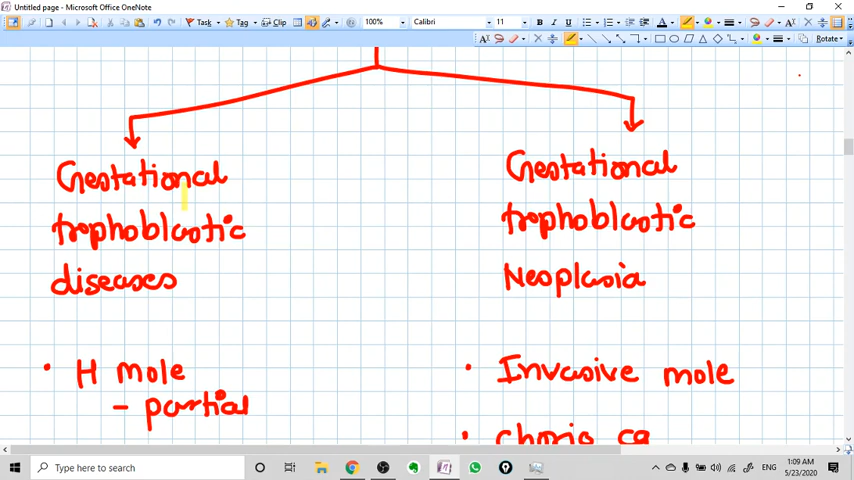 Untitled page - Microsoft Office OneNote
Task Tag Clip 100% Calibri 11 B I U A
A Rotate
Gestational
trophoblastic
diseases
• H mole
– partial
Gestational
trophoblastic
Neoplasia
• Invasive mole
• chorio ca
Type here to search
ENG
1:09 AM
5/23/2020